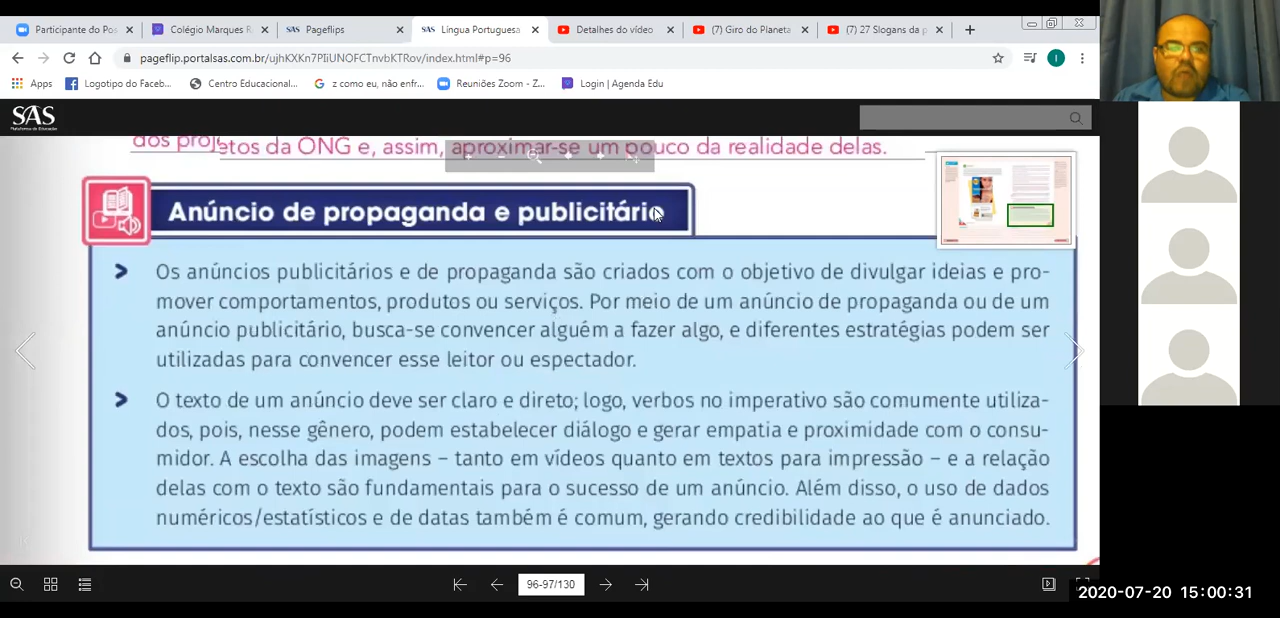 Participante do Pos
Colégio Marques R
Pageflips
SAS Língua Portuguesa
Detalhes do vídeo
(7) Giro do Planeta
(7) 27 Slogans da p
pageflip.portalsas.com.br/
index.html#p=96
Apps
Logotipo do Faceb...
Centro Educacional...
z como eu, não enfr...
Reuniões Zoom - Z...
Login | Agenda Edu
SAS
Plataforma de Educação
dos projetos da ONG e, assim, aproximar-se um pouco da realidade delas.
Anúncio de propaganda e publicitário
Os anúncios publicitários e de propaganda são criados com o objetivo de divulgar ideias e pro-
mover comportamentos, produtos ou serviços. Por meio de um anúncio de propaganda ou de um
anúncio publicitário, busca-se convencer alguém a fazer algo, e diferentes estratégias podem ser
utilizadas para convencer esse leitor ou espectador.
O texto de um anúncio deve ser claro e direto; logo, verbos no imperativo são comumente utiliza-
dos, pois, nesse gênero, podem estabelecer diálogo e gerar empatia e proximidade com o consu-
midor. A escolha das imagens – tanto em vídeos quanto em textos para impressão – e a relação
delas com o texto são fundamentais para o sucesso de um anúncio. Além disso, o uso de dados
numéricos/estatísticos e de datas também é comum, gerando credibilidade ao que é anunciado.
96-97/130
2020-07-20 15:00:31